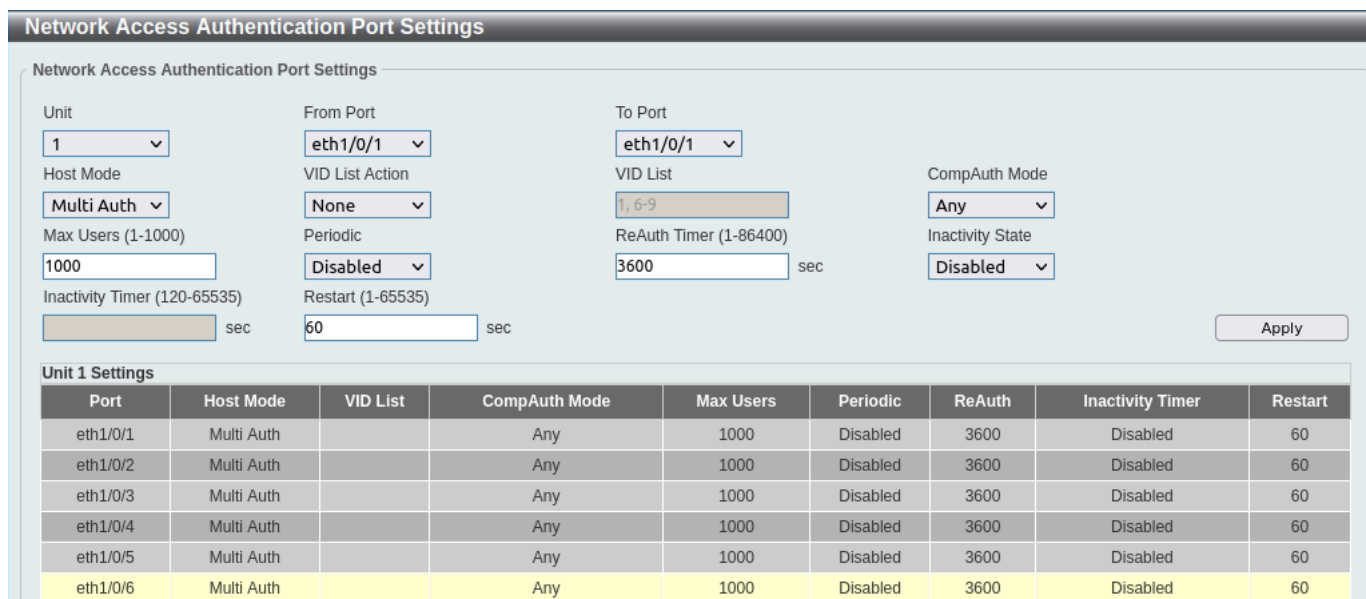 Network Access Authentication Port Settings
Network Access Authentication Port Settings
Unit From Port To Port
1 eth1/0/1 eth1/0/1
Host Mode VID List Action VID List CompAuth Mode
Multi Auth None 1, 6-9 Any
Max Users (1-1000) Periodic ReAuth Timer (1-86400) Inactivity State
1000 Disabled 3600 sec Disabled
Inactivity Timer (120-65535) Restart (1-65535)
sec 60 sec Apply
Unit 1 Settings
Port Host Mode VID List CompAuth Mode Max Users Periodic ReAuth Inactivity Timer Restart
eth1/0/1 Multi Auth Any 1000 Disabled 3600 Disabled 60
eth1/0/2 Multi Auth Any 1000 Disabled 3600 Disabled 60
eth1/0/3 Multi Auth Any 1000 Disabled 3600 Disabled 60
eth1/0/4 Multi Auth Any 1000 Disabled 3600 Disabled 60
eth1/0/5 Multi Auth Any 1000 Disabled 3600 Disabled 60
eth1/0/6 Multi Auth Any 1000 Disabled 3600 Disabled 60